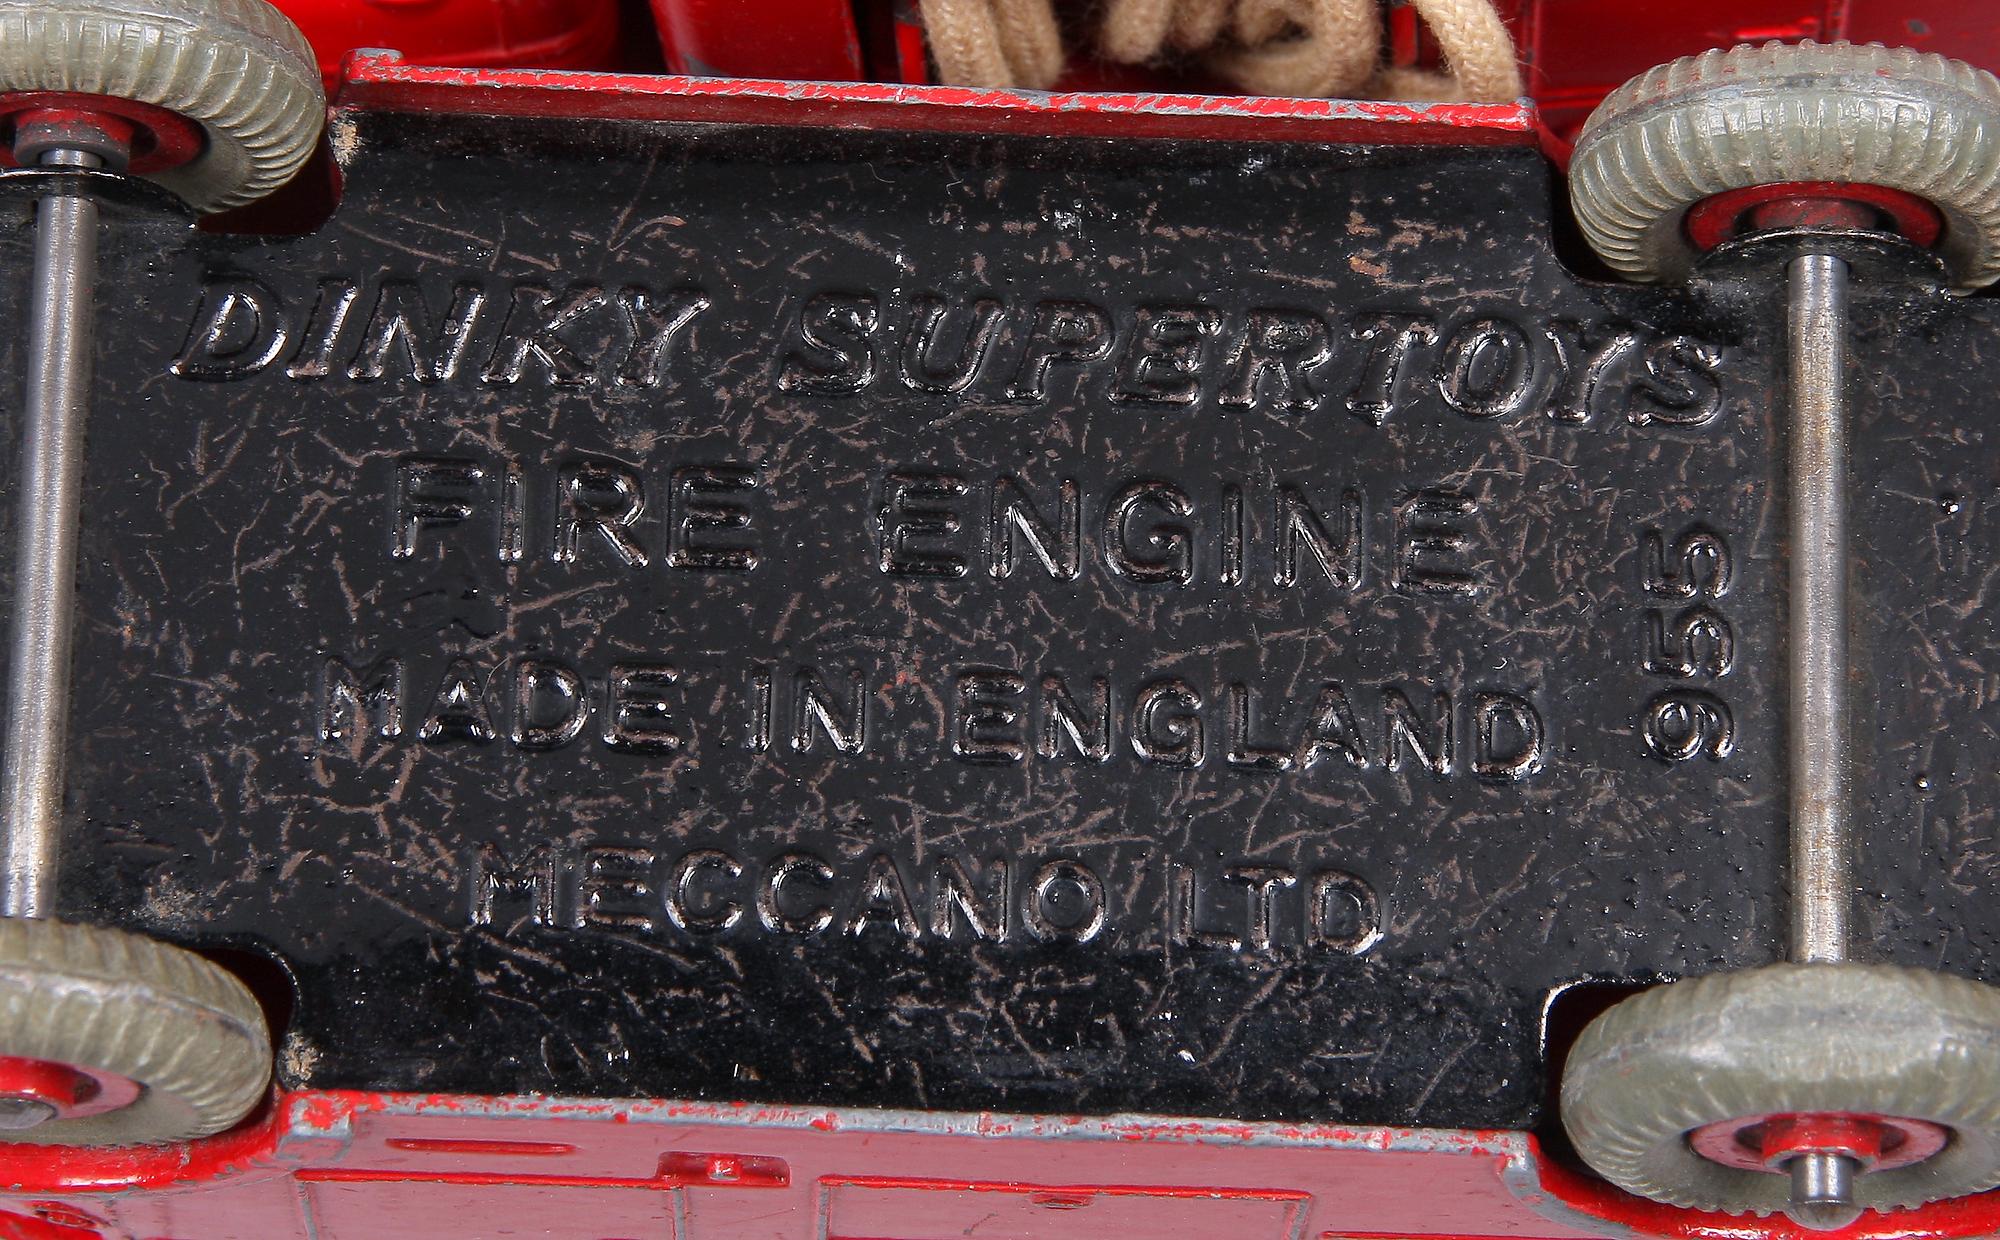 DINKY SUPERTOYS
FIRE ENGINE
MADE IN ENGLAND
MECCANO LTD
955